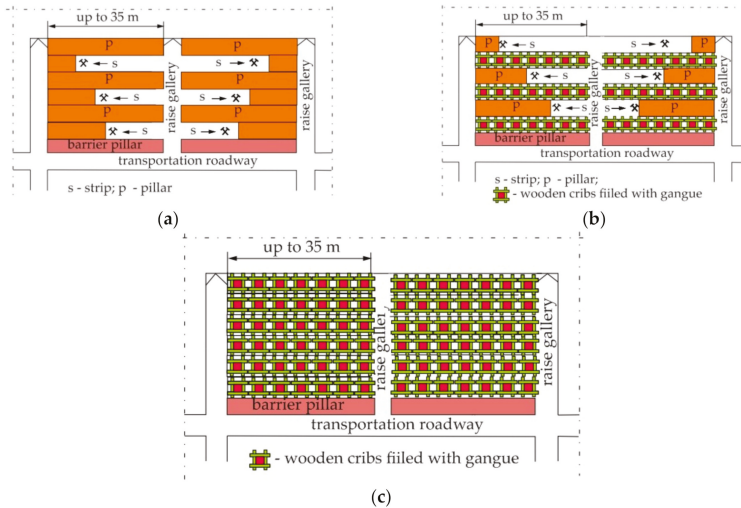 up to 35 m
p
p
s
s
p
p
s
s
p
p
s
s
raise gallery
raise gallery
barrier pillar
transportation roadway
s - strip; p - pillar
(a)
up to 35 m
p
s
s
p
p
s
s
p
p
s
s
p
raise gallery
raise gallery
barrier pillar
transportation roadway
s - strip; p - pillar;
- wooden cribs fiiled with gangue
(b)
up to 35 m
raise gallery
raise gallery
barrier pillar
transportation roadway
- wooden cribs fiiled with gangue
(c)